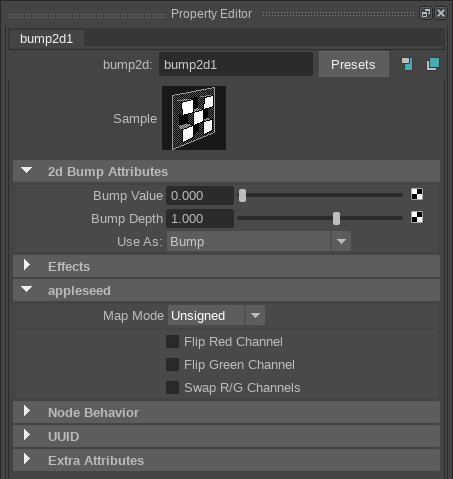 Property Editor
bump2d1
bump2d: bump2d1 Presets
Sample
2d Bump Attributes
Bump Value 0.000
Bump Depth 1.000
Use As: Bump
Effects
appleseed
Map Mode Unsigned
Flip Red Channel
Flip Green Channel
Swap R/G Channels
Node Behavior
UUID
Extra Attributes